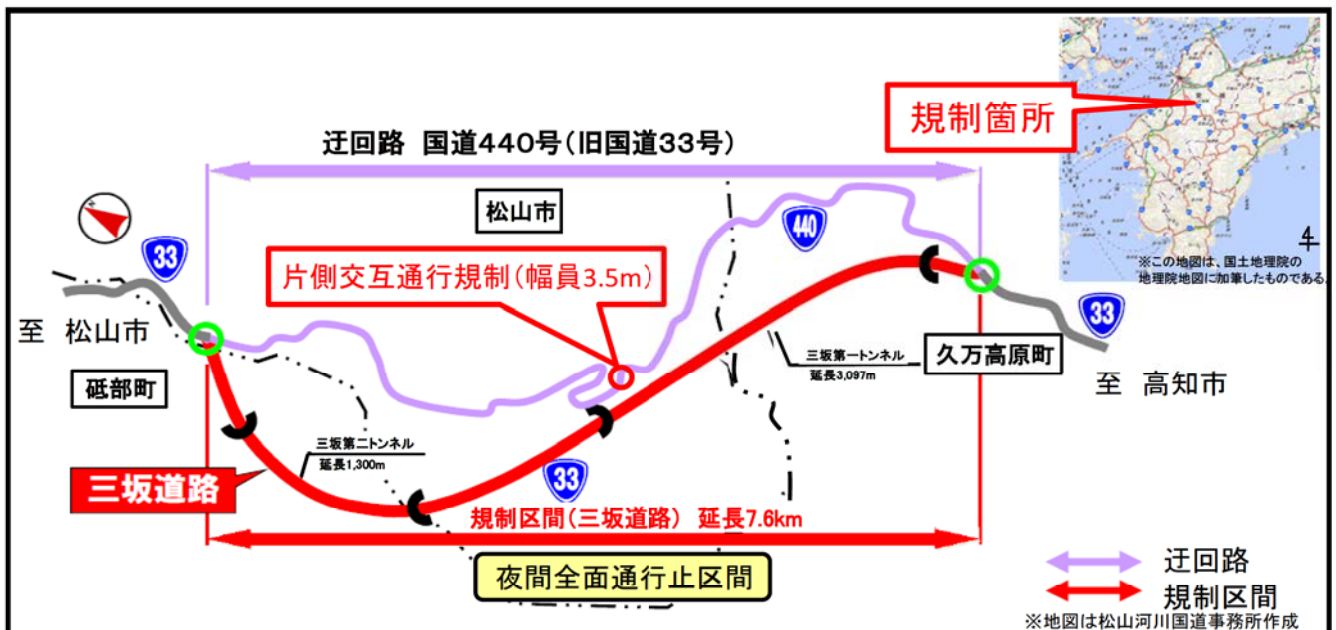 規制箇所
※この地図は、国土地理院の
地理院地図に加筆したものである。
迂回路 国道440号(旧国道33号)
松山市
440
33
片側交互通行規制(幅員3.5m)
至 松山市
砥部町
三坂第一トンネル
延長3,097m
久万高原町
33
至 高知市
三坂第二トンネル
延長1,300m
三坂道路
33
規制区間(三坂道路) 延長7.6km
夜間全面通行止区間
迂回路
規制区間
※地図は松山河川国道事務所作成